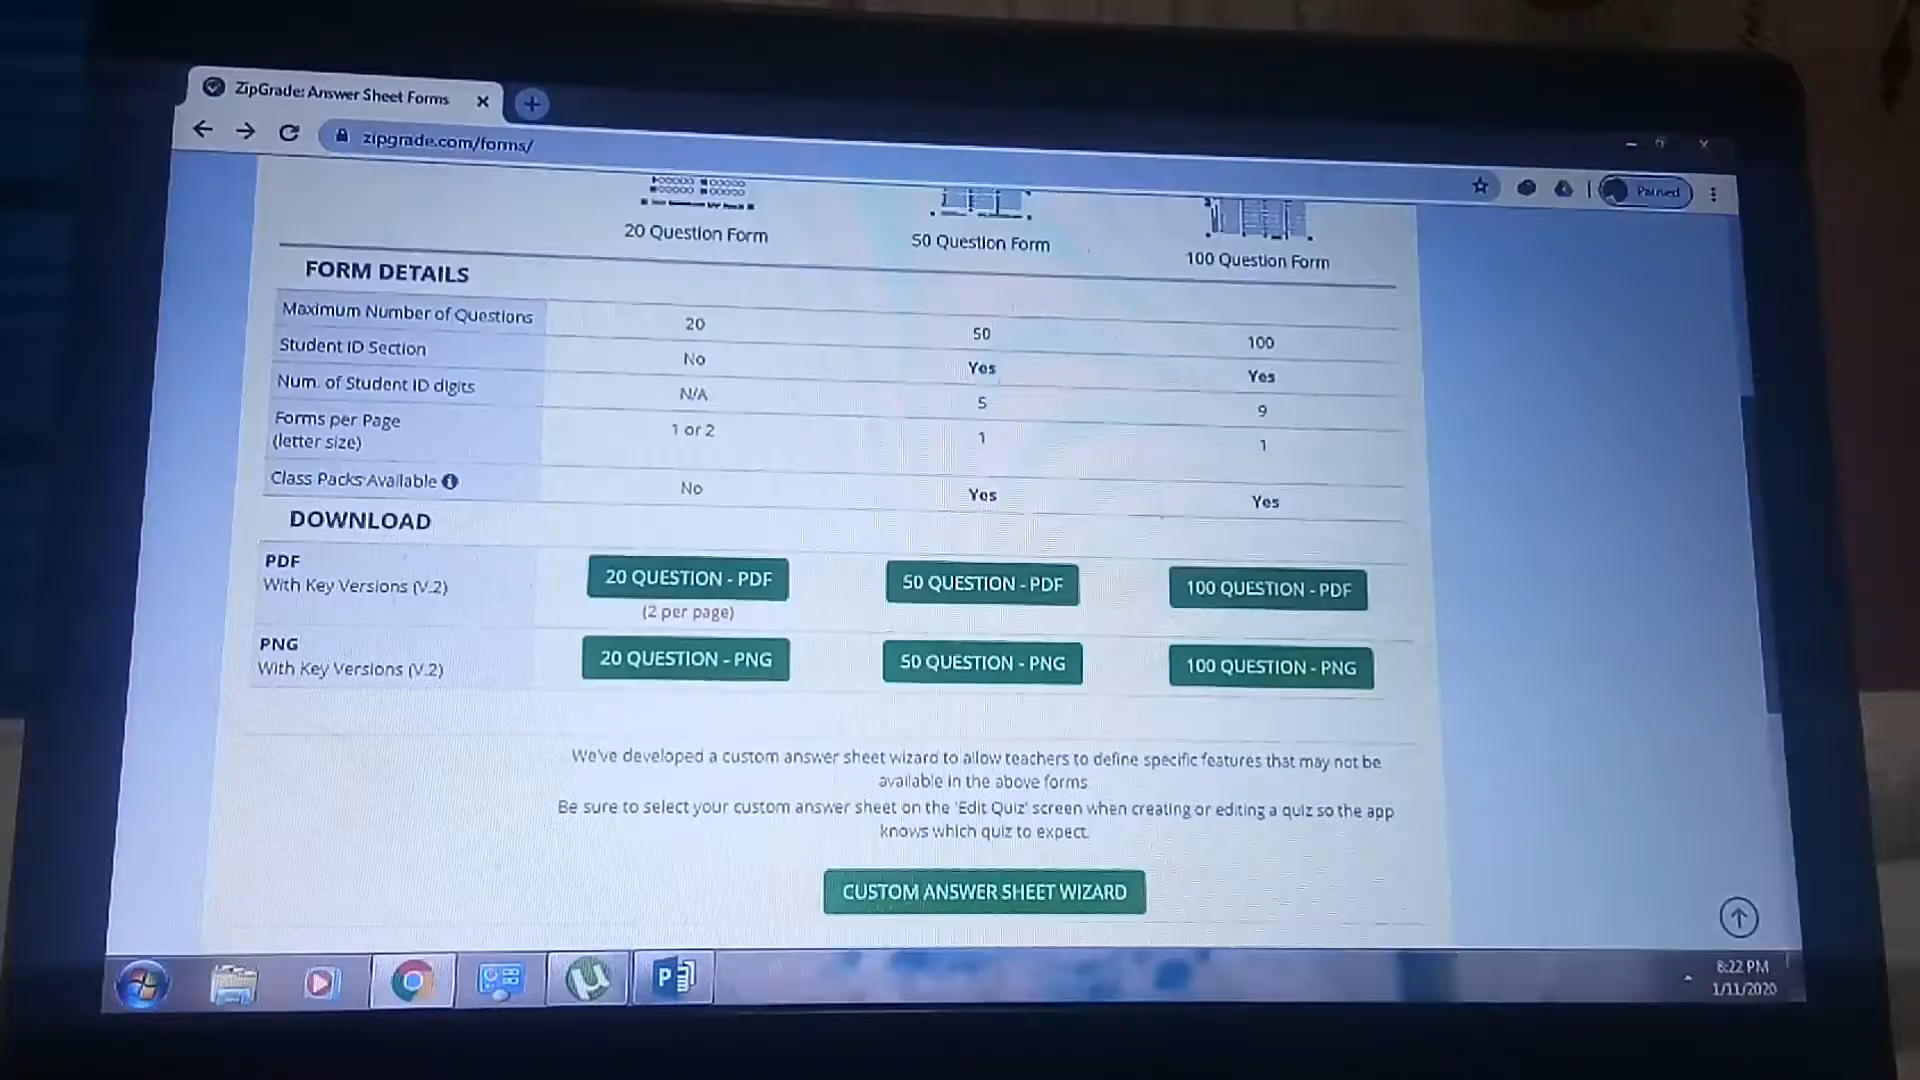 ZipGrade: Answer Sheet Forms
zipgrade.com/forms/
Paused
20 Question Form
50 Question Form
100 Question Form
FORM DETAILS
Maximum Number of Questions
20
50
100
Student ID Section
No
Yes
Yes
Num. of Student ID digits
N/A
5
9
Forms per Page
(letter size)
1 or 2
1
1
Class Packs Available
No
Yes
Yes
DOWNLOAD
PDF
With Key Versions (V.2)
20 QUESTION - PDF
(2 per page)
50 QUESTION - PDF
100 QUESTION - PDF
PNG
With Key Versions (V.2)
20 QUESTION - PNG
50 QUESTION - PNG
100 QUESTION - PNG
We've developed a custom answer sheet wizard to allow teachers to define specific features that may not be
available in the above forms
Be sure to select your custom answer sheet on the 'Edit Quiz' screen when creating or editing a quiz so the app
knows which quiz to expect.
CUSTOM ANSWER SHEET WIZARD
8:22 PM
1/11/2020